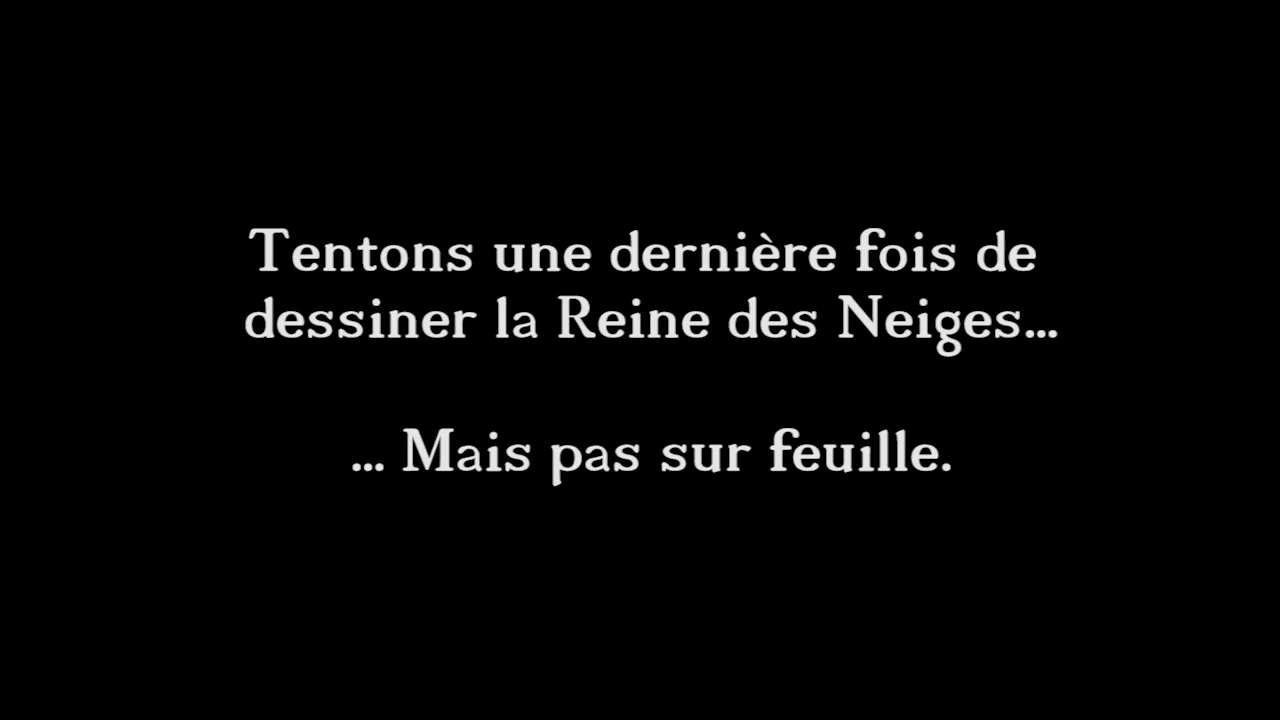 Tentons une dernière fois de
dessiner la Reine des Neiges...
... Mais pas sur feuille.